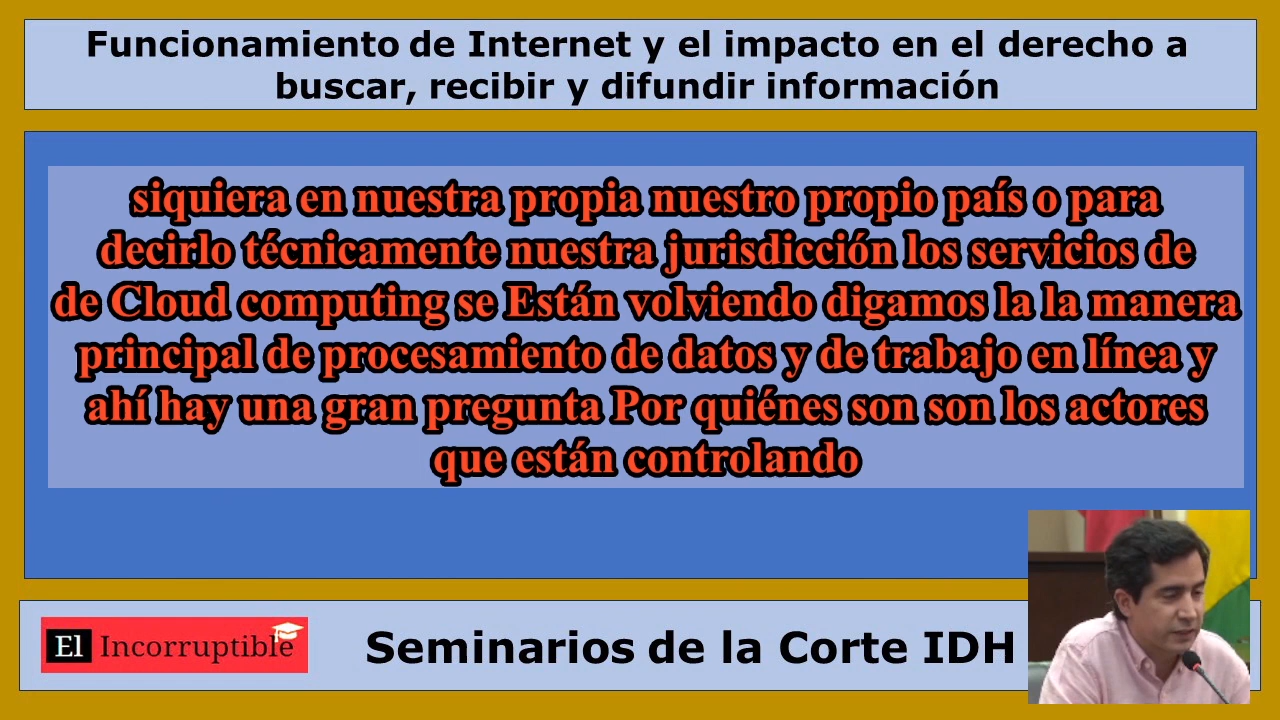 Funcionamiento de Internet y el impacto en el derecho a
buscar, recibir y difundir información
siquiera en nuestra propia nuestro propio país o para
decirlo técnicamente nuestra jurisdicción los servicios de
de Cloud computing se Están volviendo digamos la la manera
principal de procesamiento de datos y de trabajo en línea y
ahí hay una gran pregunta Por quiénes son son los actores
que están controlando
El Incorruptible
Seminarios de la Corte IDH